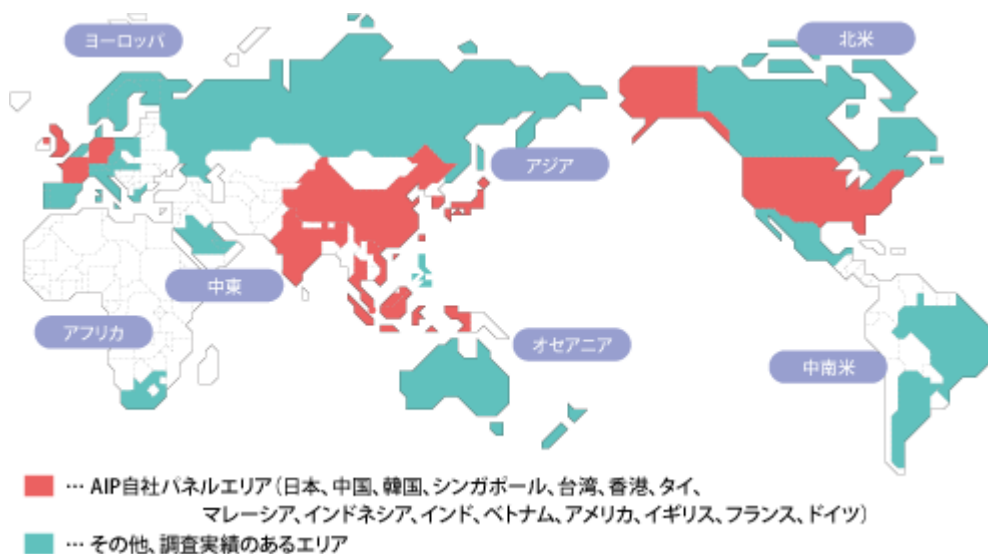 ヨーロッパ
北米
アジア
中東
アフリカ
オセアニア
中南米
… AIP自社パネルエリア（日本、中国、韓国、シンガポール、台湾、香港、タイ、
マレーシア、インドネシア、インド、ベトナム、アメリカ、イギリス、フランス、ドイツ）
… その他、調査実績のあるエリア